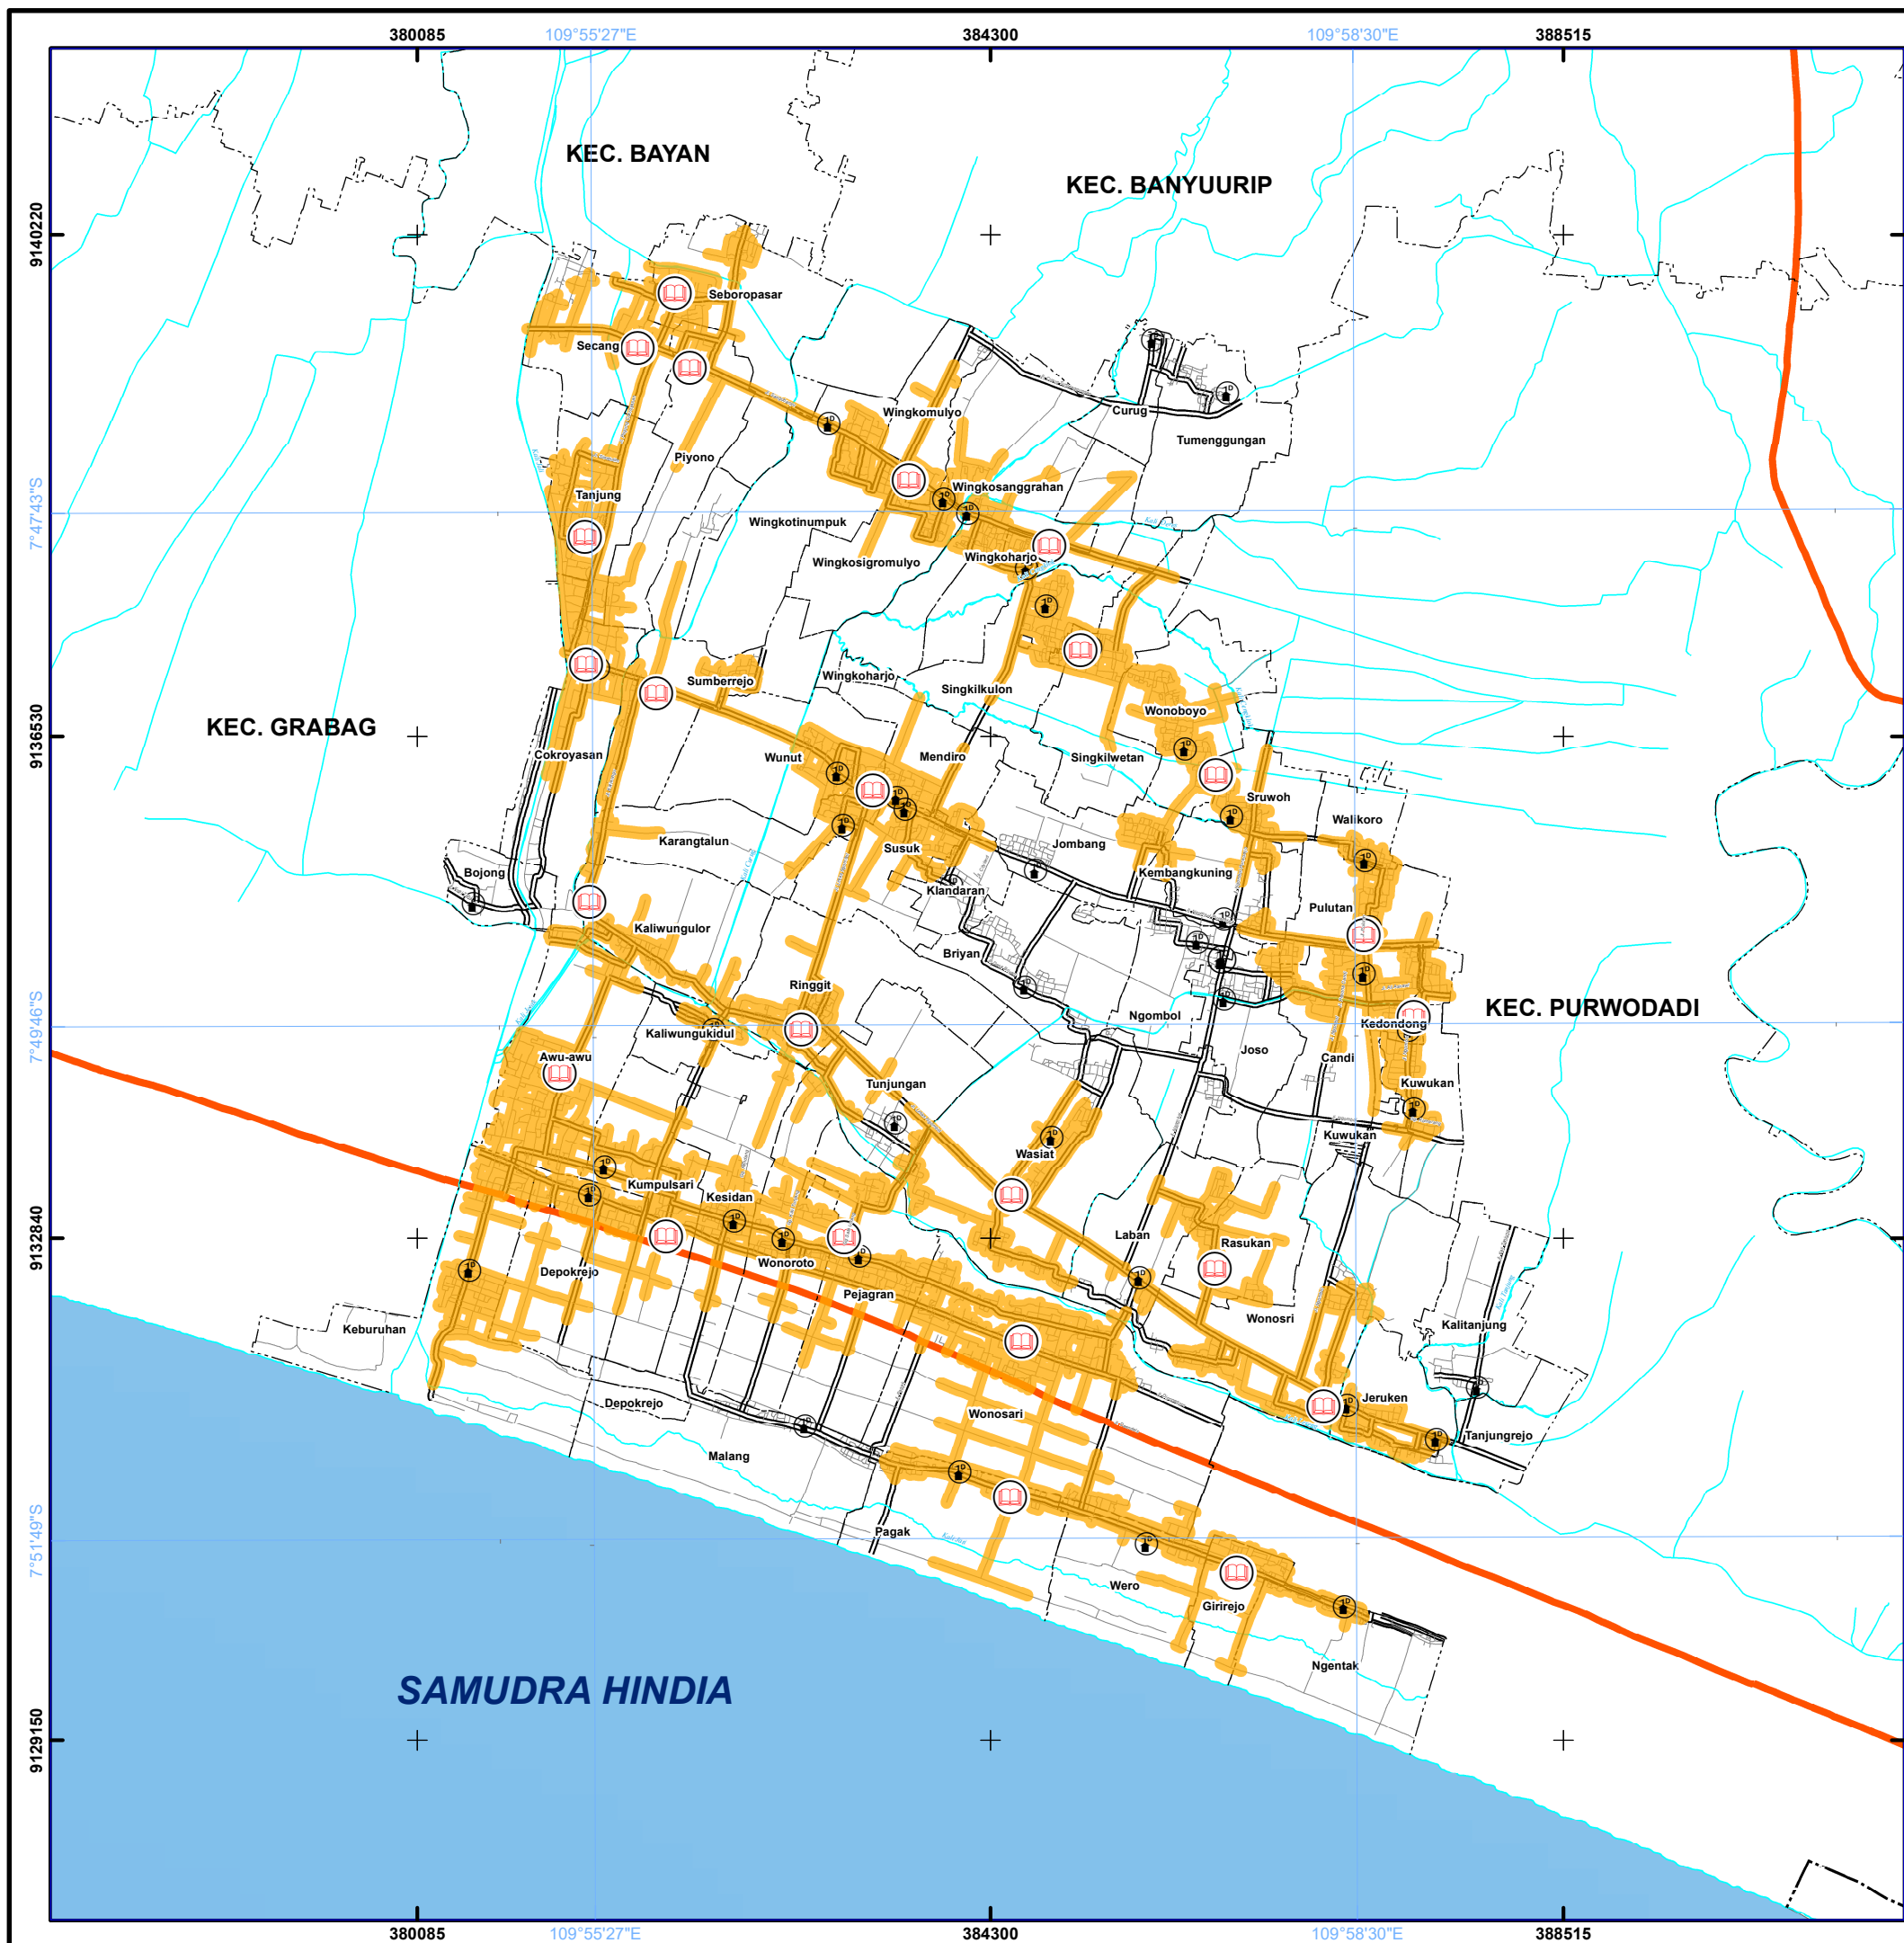 380085
109°55'27"E
384300
109°58'30"E
388515
KEC. BAYAN
KEC. BANYUURIP
9140220
Seboropasar
Secang
Wingkomulyo
Curug
Tumenggungan
Piyono
Tanjung
Wingkosanggrahan
7°47'43"S
Wingkotinumpuk
Wingkosigromulyo
Wingkoharjo
Sumberrejo
Wingkoharjo
Singkilkulon
Wonoboyo
KEC. GRABAG
9136530
Cokroyasan
Wunut
Mendiro
Singkilwetan
Sruwoh
Walikoro
Karangtalun
Susuk
Jombang
Bojong
Klandaran
Kembangkuning
Kaliwungulor
Pulutan
Briyan
Ringgit
KEC. PURWODADI
Ngombol
Kedondong
7°49'46"S
Kaliwungukidul
Joso
Candi
Awu-awu
Tunjungan
Kuwukan
Kuwukan
Wasiat
Kumpulsari
Kesidan
9132840
Laban
Rasukan
Wonoroto
Depokrejo
Pejagran
Wonosri
Keburuhan
Kalitanjung
Depokrejo
Wonosari
Jeruken
Tanjungrejo
Malang
Pagak
7°51'49"S
Wero
Girirejo
Ngentak
SAMUDRA HINDIA
9129150
380085
109°55'27"E
384300
109°58'30"E
388515